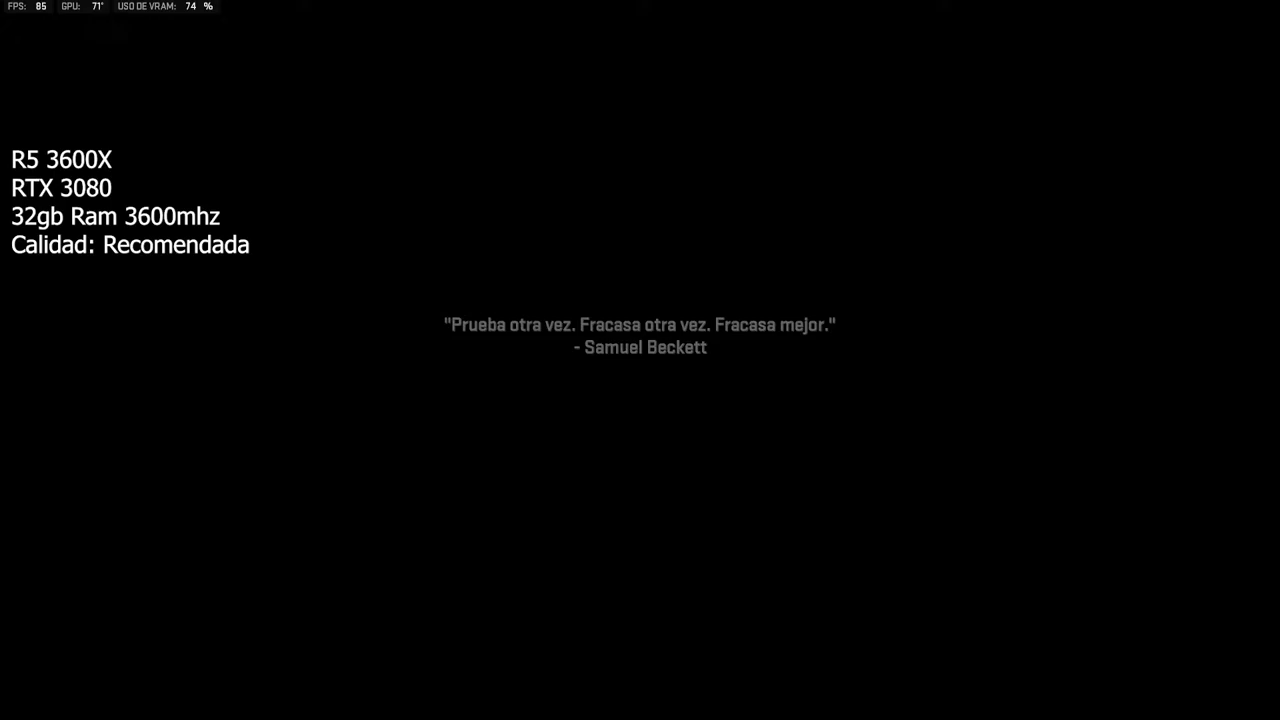 FPS: 85 GPU: 71° USO DE VRAM: 74 %
R5 3600X
RTX 3080
32gb Ram 3600mhz
Calidad: Recomendada
"Prueba otra vez. Fracasa otra vez. Fracasa mejor."
- Samuel Beckett